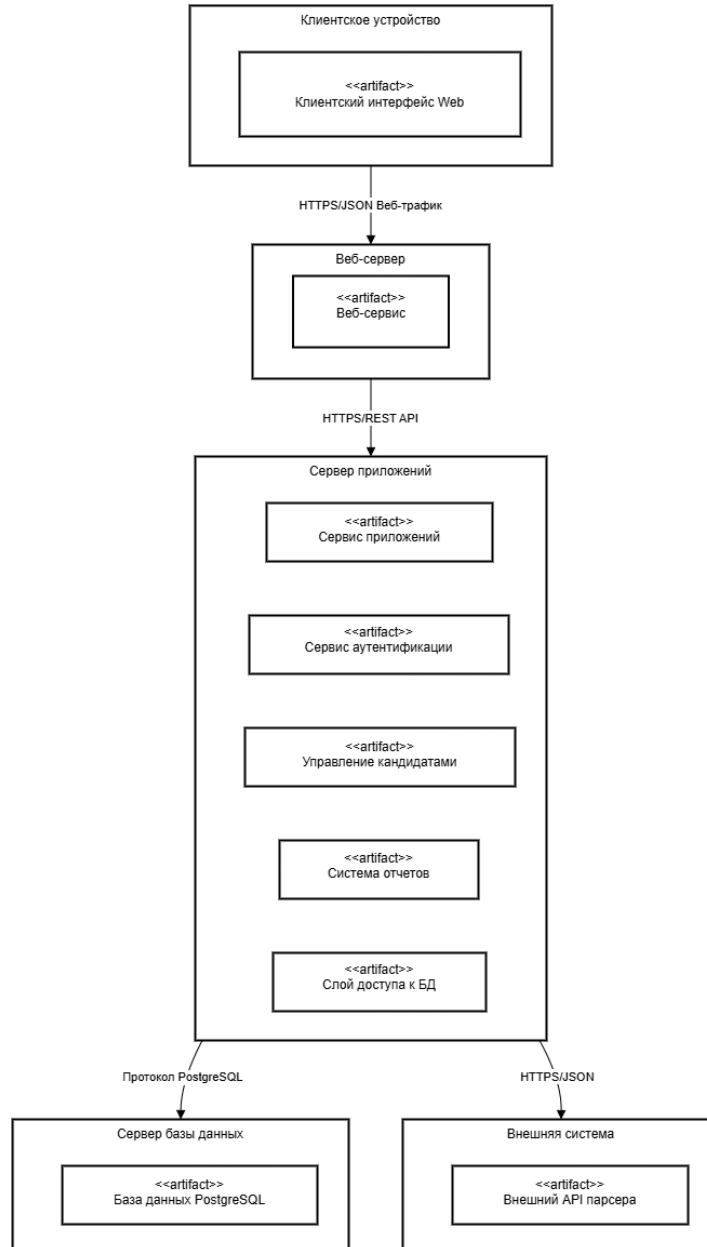 Клиентское устройство
<<artifact>>
Клиентский интерфейс Web
HTTPS/JSON Веб-трафик
Веб-сервер
<<artifact>>
Веб-сервис
HTTPS/REST API
Сервер приложений
<<artifact>>
Сервис приложений
<<artifact>>
Сервис аутентификации
<<artifact>>
Управление кандидатами
<<artifact>>
Система отчетов
<<artifact>>
Слой доступа к БД
Протокол PostgreSQL
HTTPS/JSON
Сервер базы данных
<<artifact>>
База данных PostgreSQL
Внешняя система
<<artifact>>
Внешний API парсера